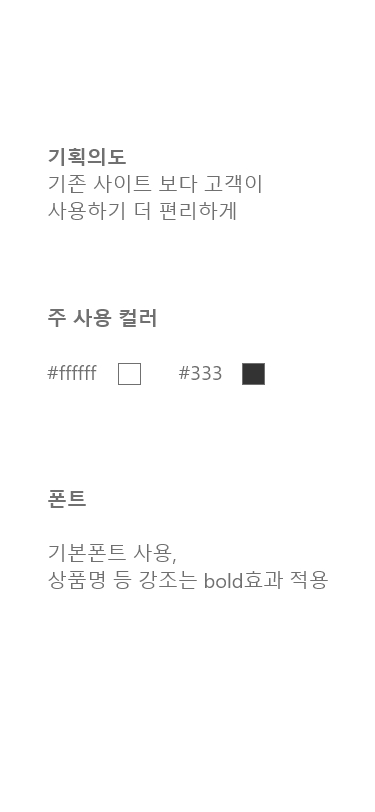 기획의도
기존 사이트 보다 고객이
사용하기 더 편리하게
주 사용 컬러
#ffffff #333
폰트
기본폰트 사용,
상품명 등 강조는 bold효과 적용